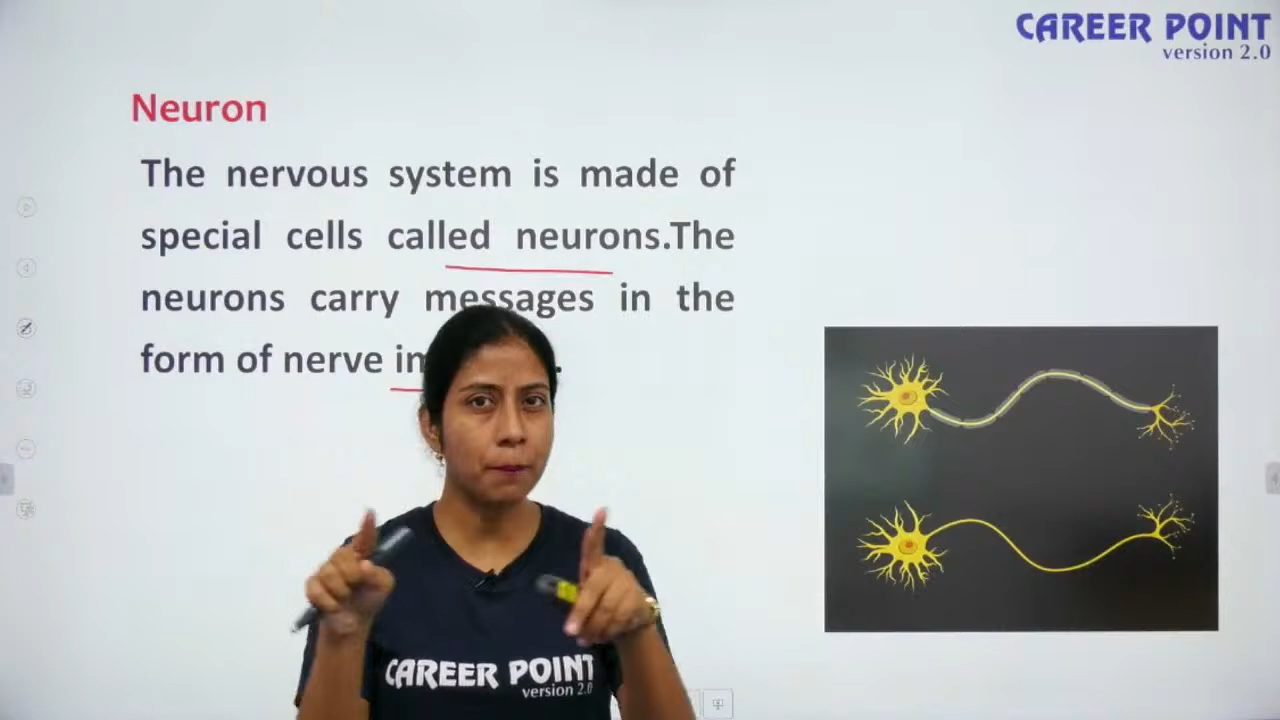 CAREER POINT
version 2.0
Neuron
The nervous system is made of
special cells called neurons.The
neurons carry messages in the
form of nerve
CAREER POINT
version 2.0